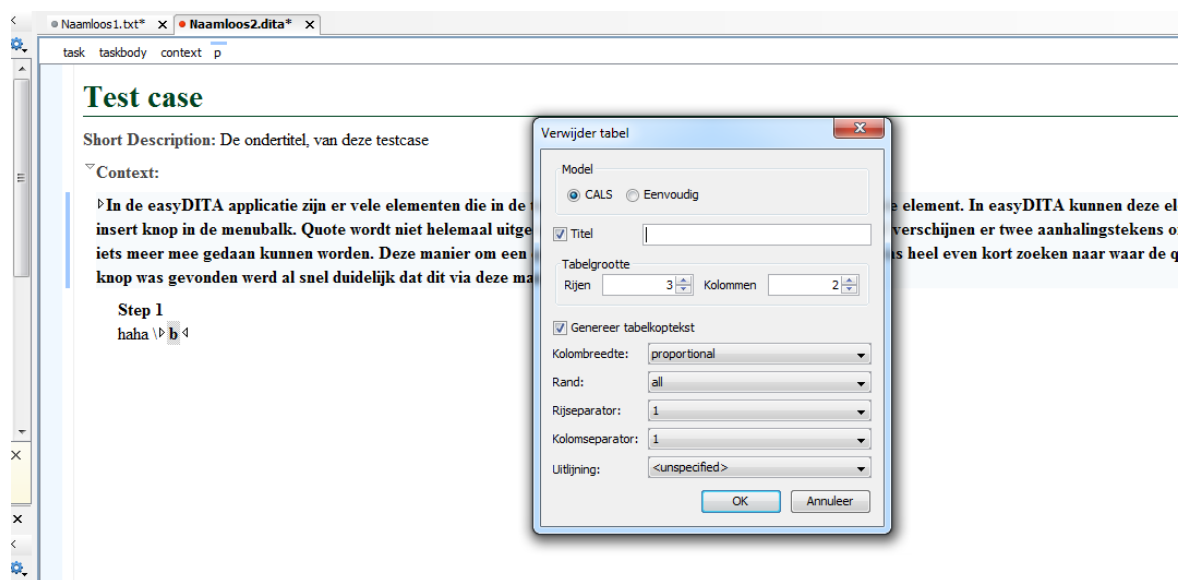 Naamloos1.txt* Naamloos2.dita*
task taskbody context p
Test case
Short Description: De ondertitel, van deze testcase
Context:
In de easyDITA applicatie zijn er vele elementen die in de
e element. In easyDITA kunnen deze el
insert knop in de menubalk. Quote wordt niet helemaal uitge
verschijnen er twee aanhalingstekens o
iets meer mee gedaan kunnen worden. Deze manier om een
s heel even kort zoeken naar waar de q
knop was gevonden werd al snel duidelijk dat dit via deze ma
Step 1
haha \ b
Verwijder tabel
Model
CALS Eenvoudig
Titel
Tabelgrootte
Rijen 3 Kolommen 2
Genereer tabelkoptekst
Kolombreedte: proportional
Rand: all
Rijseparator: 1
Kolomseparator: 1
Uitlijning: <unspecified>
OK Annuleer